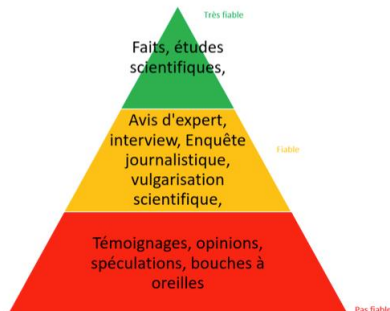 Très fiable
Faits, études
scientifiques,
Avis d'expert,
interview, Enquête
journalistique,
vulgarisation
scientifique,
Fiable
Témoignages, opinions,
spéculations, bouches à
oreilles
Pas fiable